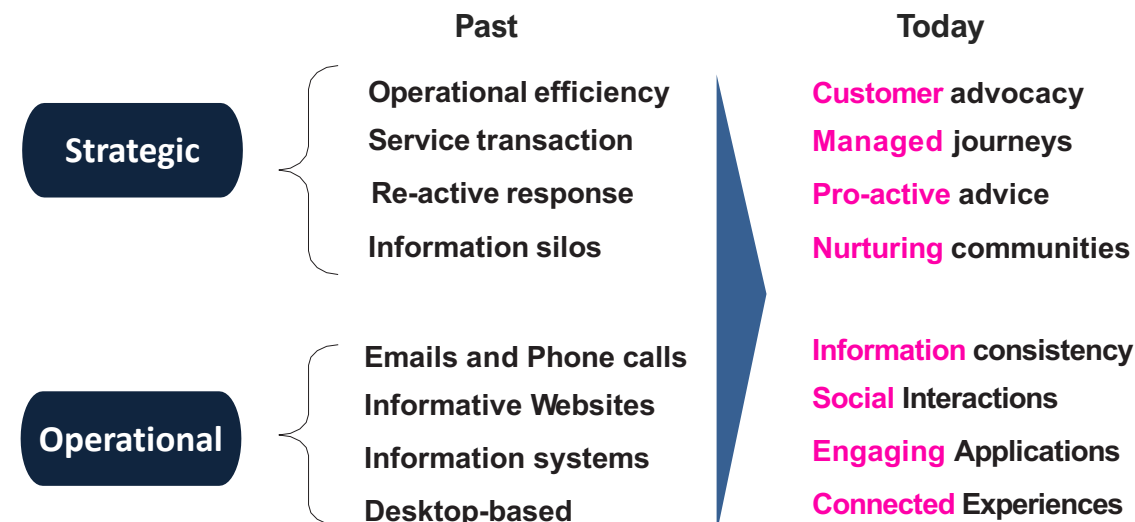 Past
Today
Strategic
Operational efficiency
Service transaction
Re-active response
Information silos
Customer advocacy
Managed journeys
Pro-active advice
Nurturing communities
Operational
Emails and Phone calls
Informative Websites
Information systems
Desktop-based
Information consistency
Social Interactions
Engaging Applications
Connected Experiences